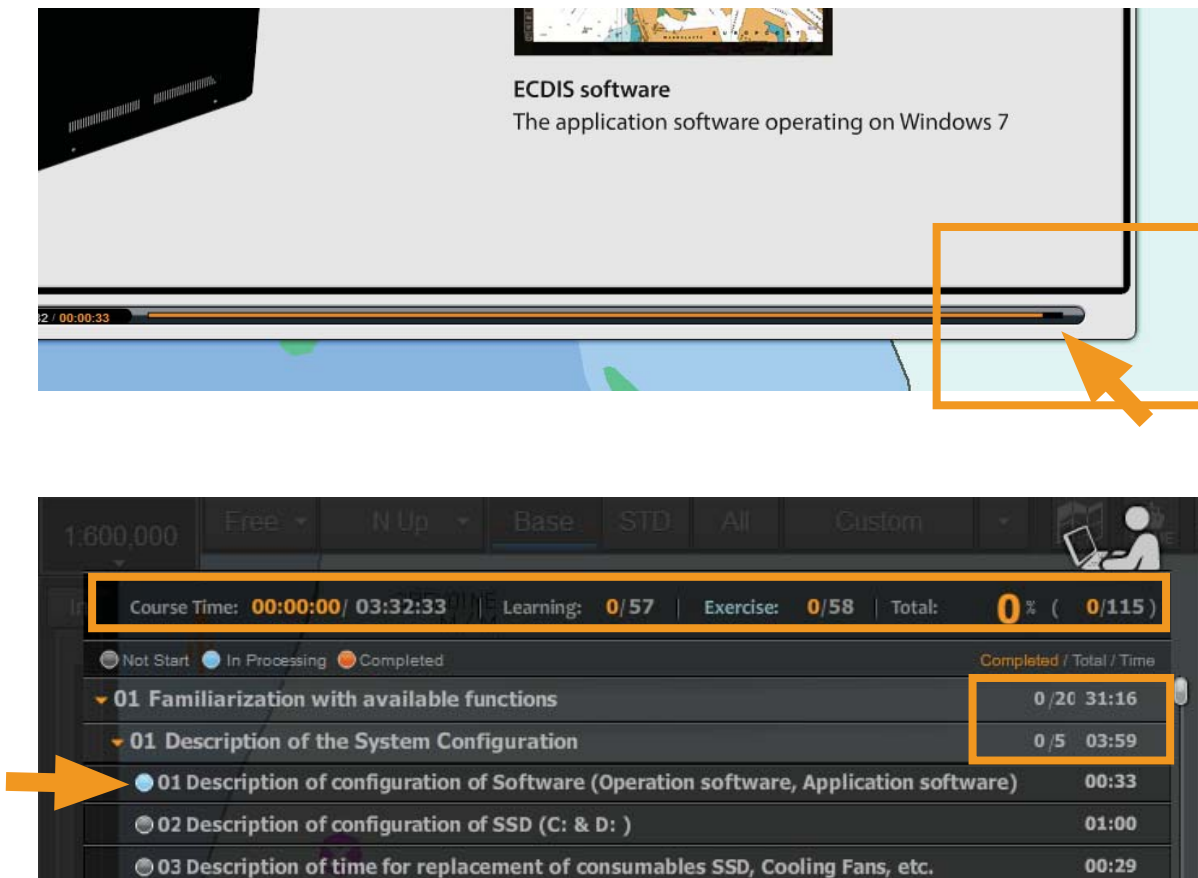 ECDIS software
The application software operating on Windows 7
00:00:33
1:600,000 Free N Up Base STD All Custom
Course Time: 00:00:00/ 03:32:33 | Learning: 0/57 | Exercise: 0/58 | Total: 0 % ( 0/115 )
Not Start In Processing Completed Completed / Total / Time
01 Familiarization with available functions 0/20 31:16
01 Description of the System Configuration 0/5 03:59
01 Description of configuration of Software (Operation software, Application software) 00:33
02 Description of configuration of SSD (C: & D: ) 01:00
03 Description of time for replacement of consumables SSD, Cooling Fans, etc. 00:29